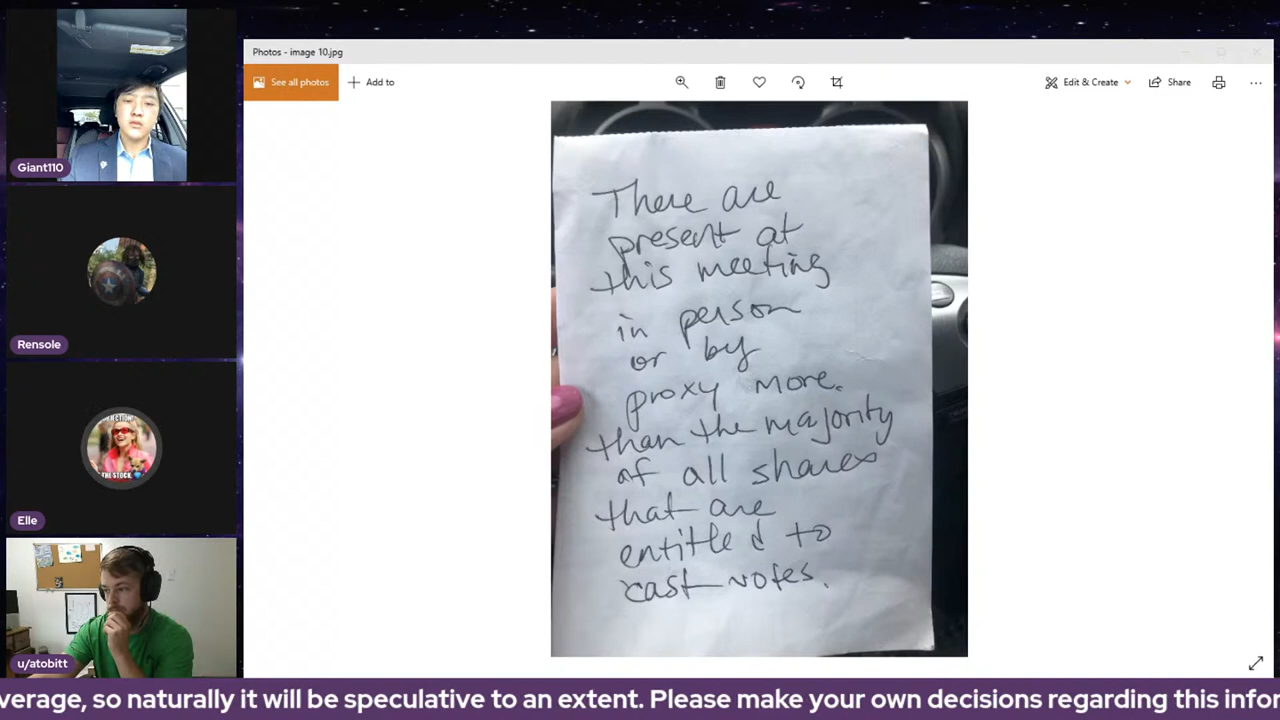 Photos - image 10.jpg
See all photos
Add to
Edit & Create
Share
There are
present at
this meeting
in person
or by
proxy more.
than the majority
of all shares
that are
entitled to
cast votes.
Giant110
Rensole
Elle
THE STOCK
u/atobitt
verage, so naturally it will be speculative to an extent. Please make your own decisions regarding this infor